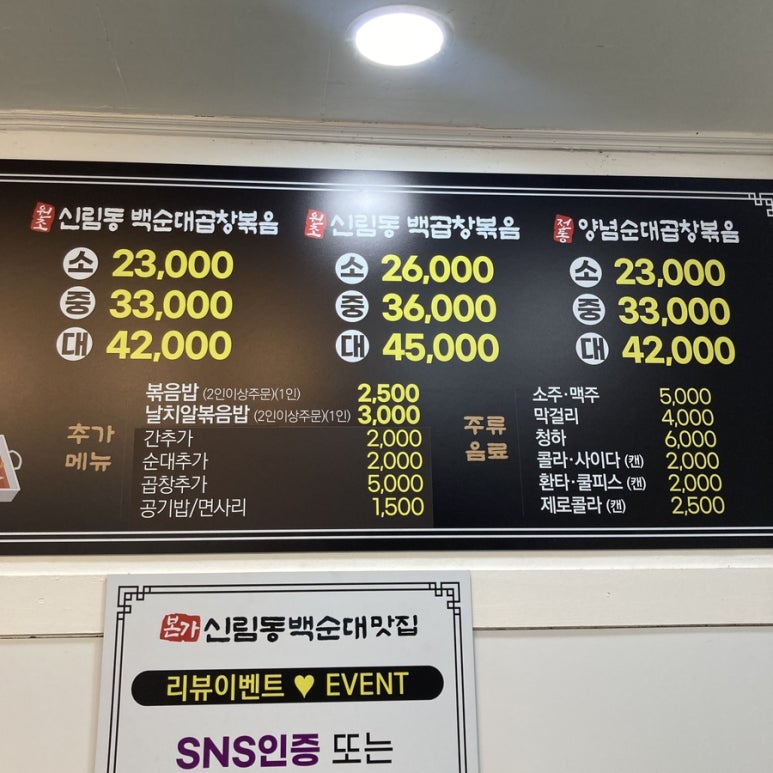 원조 신림동 백순대곱창볶음
소 23,000
중 33,000
대 42,000
원조 신림동 백곱창볶음
소 26,000
중 36,000
대 45,000
전통 양념순대곱창볶음
소 23,000
중 33,000
대 42,000
추가
메뉴
볶음밥 (2인이상주문)(1인) 2,500
날치알볶음밥 (2인이상주문)(1인) 3,000
간추가 2,000
순대추가 2,000
곱창추가 5,000
공기밥/면사리 1,500
주류
음료
소주·맥주 5,000
막걸리 4,000
청하 6,000
콜라·사이다 (캔) 2,000
환타·쿨피스 (캔) 2,000
제로콜라 (캔) 2,500
본가 신림동백순대맛집
리뷰이벤트 ♥ EVENT
SNS인증 또는